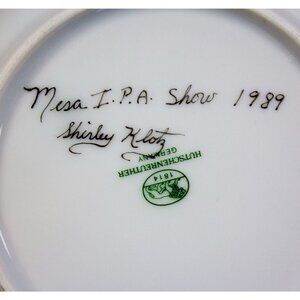 Mesa I.P.A. Show 1989
Shirley Klotz
HUTSCHENREUTHER
GERMANY
1814